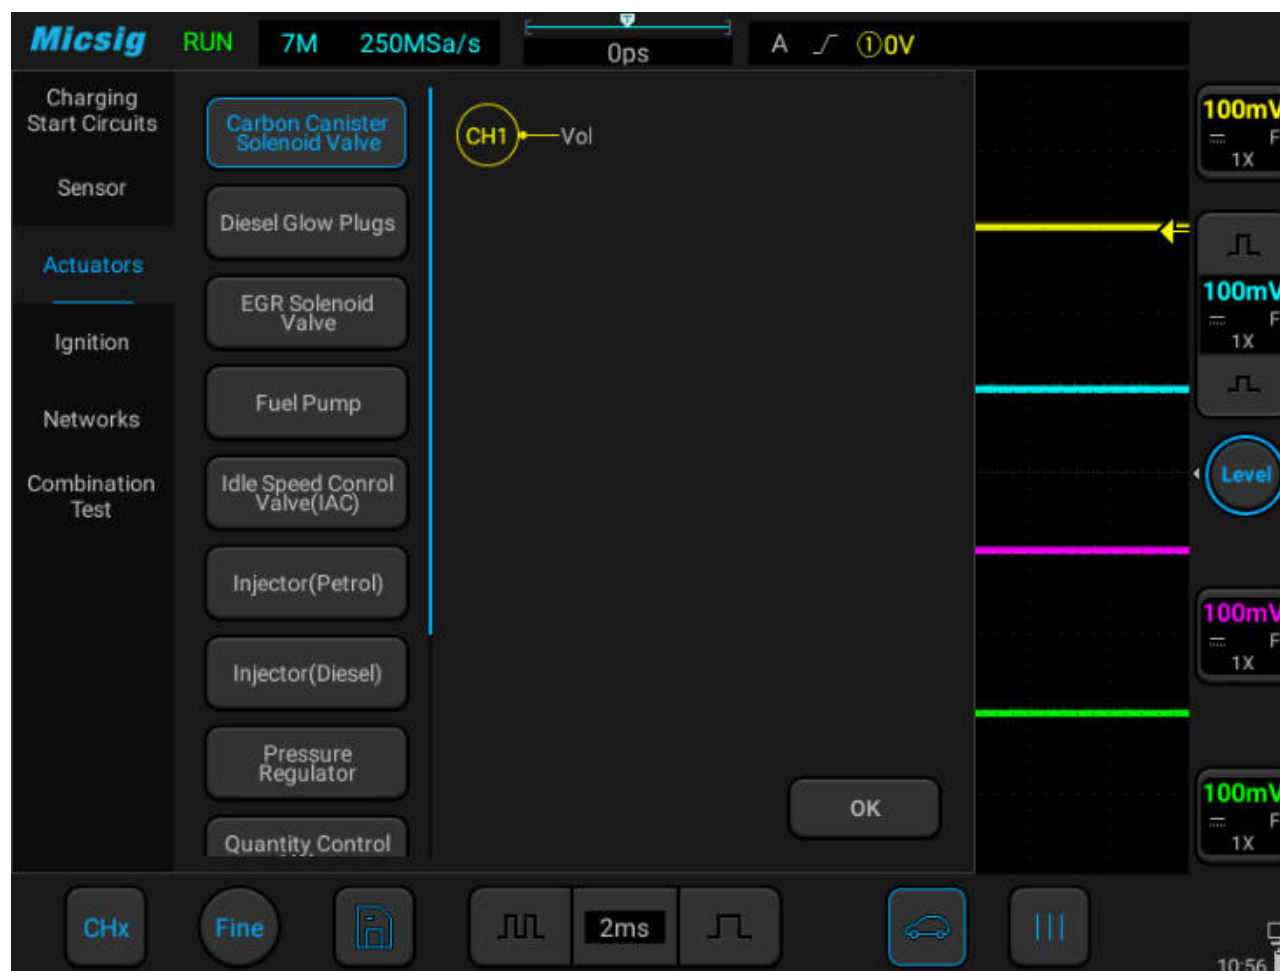 Micsig RUN 7M 250MSa/s 0ps A ①0V
Charging
Start Circuits
Sensor
Actuators
Ignition
Networks
Combination
Test
Carbon Canister
Solenoid Valve
Diesel Glow Plugs
EGR Solenoid
Valve
Fuel Pump
Idle Speed Conrol
Valve(IAC)
Injector(Petrol)
Injector(Diesel)
Pressure
Regulator
Quantity Control
CH1 Vol
OK
100mV
F
1X
100mV
F
1X
Level
100mV
F
1X
100mV
F
1X
CHx Fine 2ms
10:56